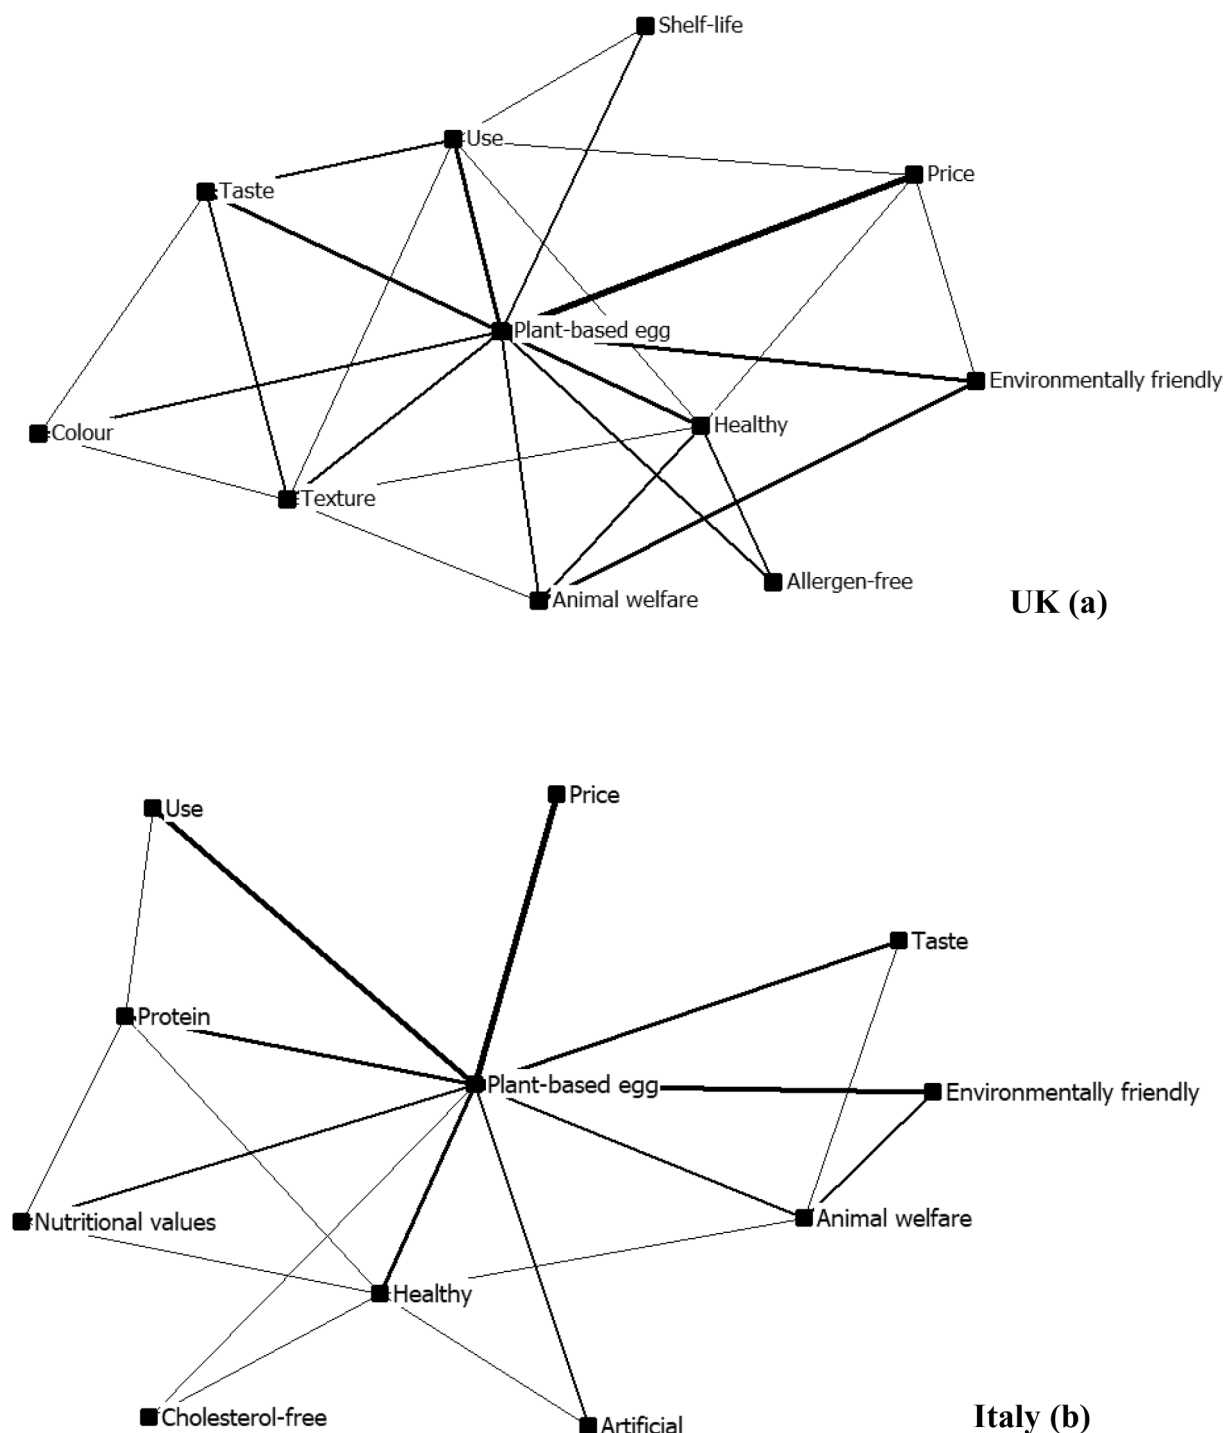 Shelf-life
Use
Price
Taste
Plant-based egg
Environmentally friendly
Healthy
Colour
Texture
Allergen-free
Animal welfare
UK (a)
Price
Use
Taste
Protein
Plant-based egg
Environmentally friendly
Nutritional values
Animal welfare
Healthy
Cholesterol-free
Artificial
Italy (b)